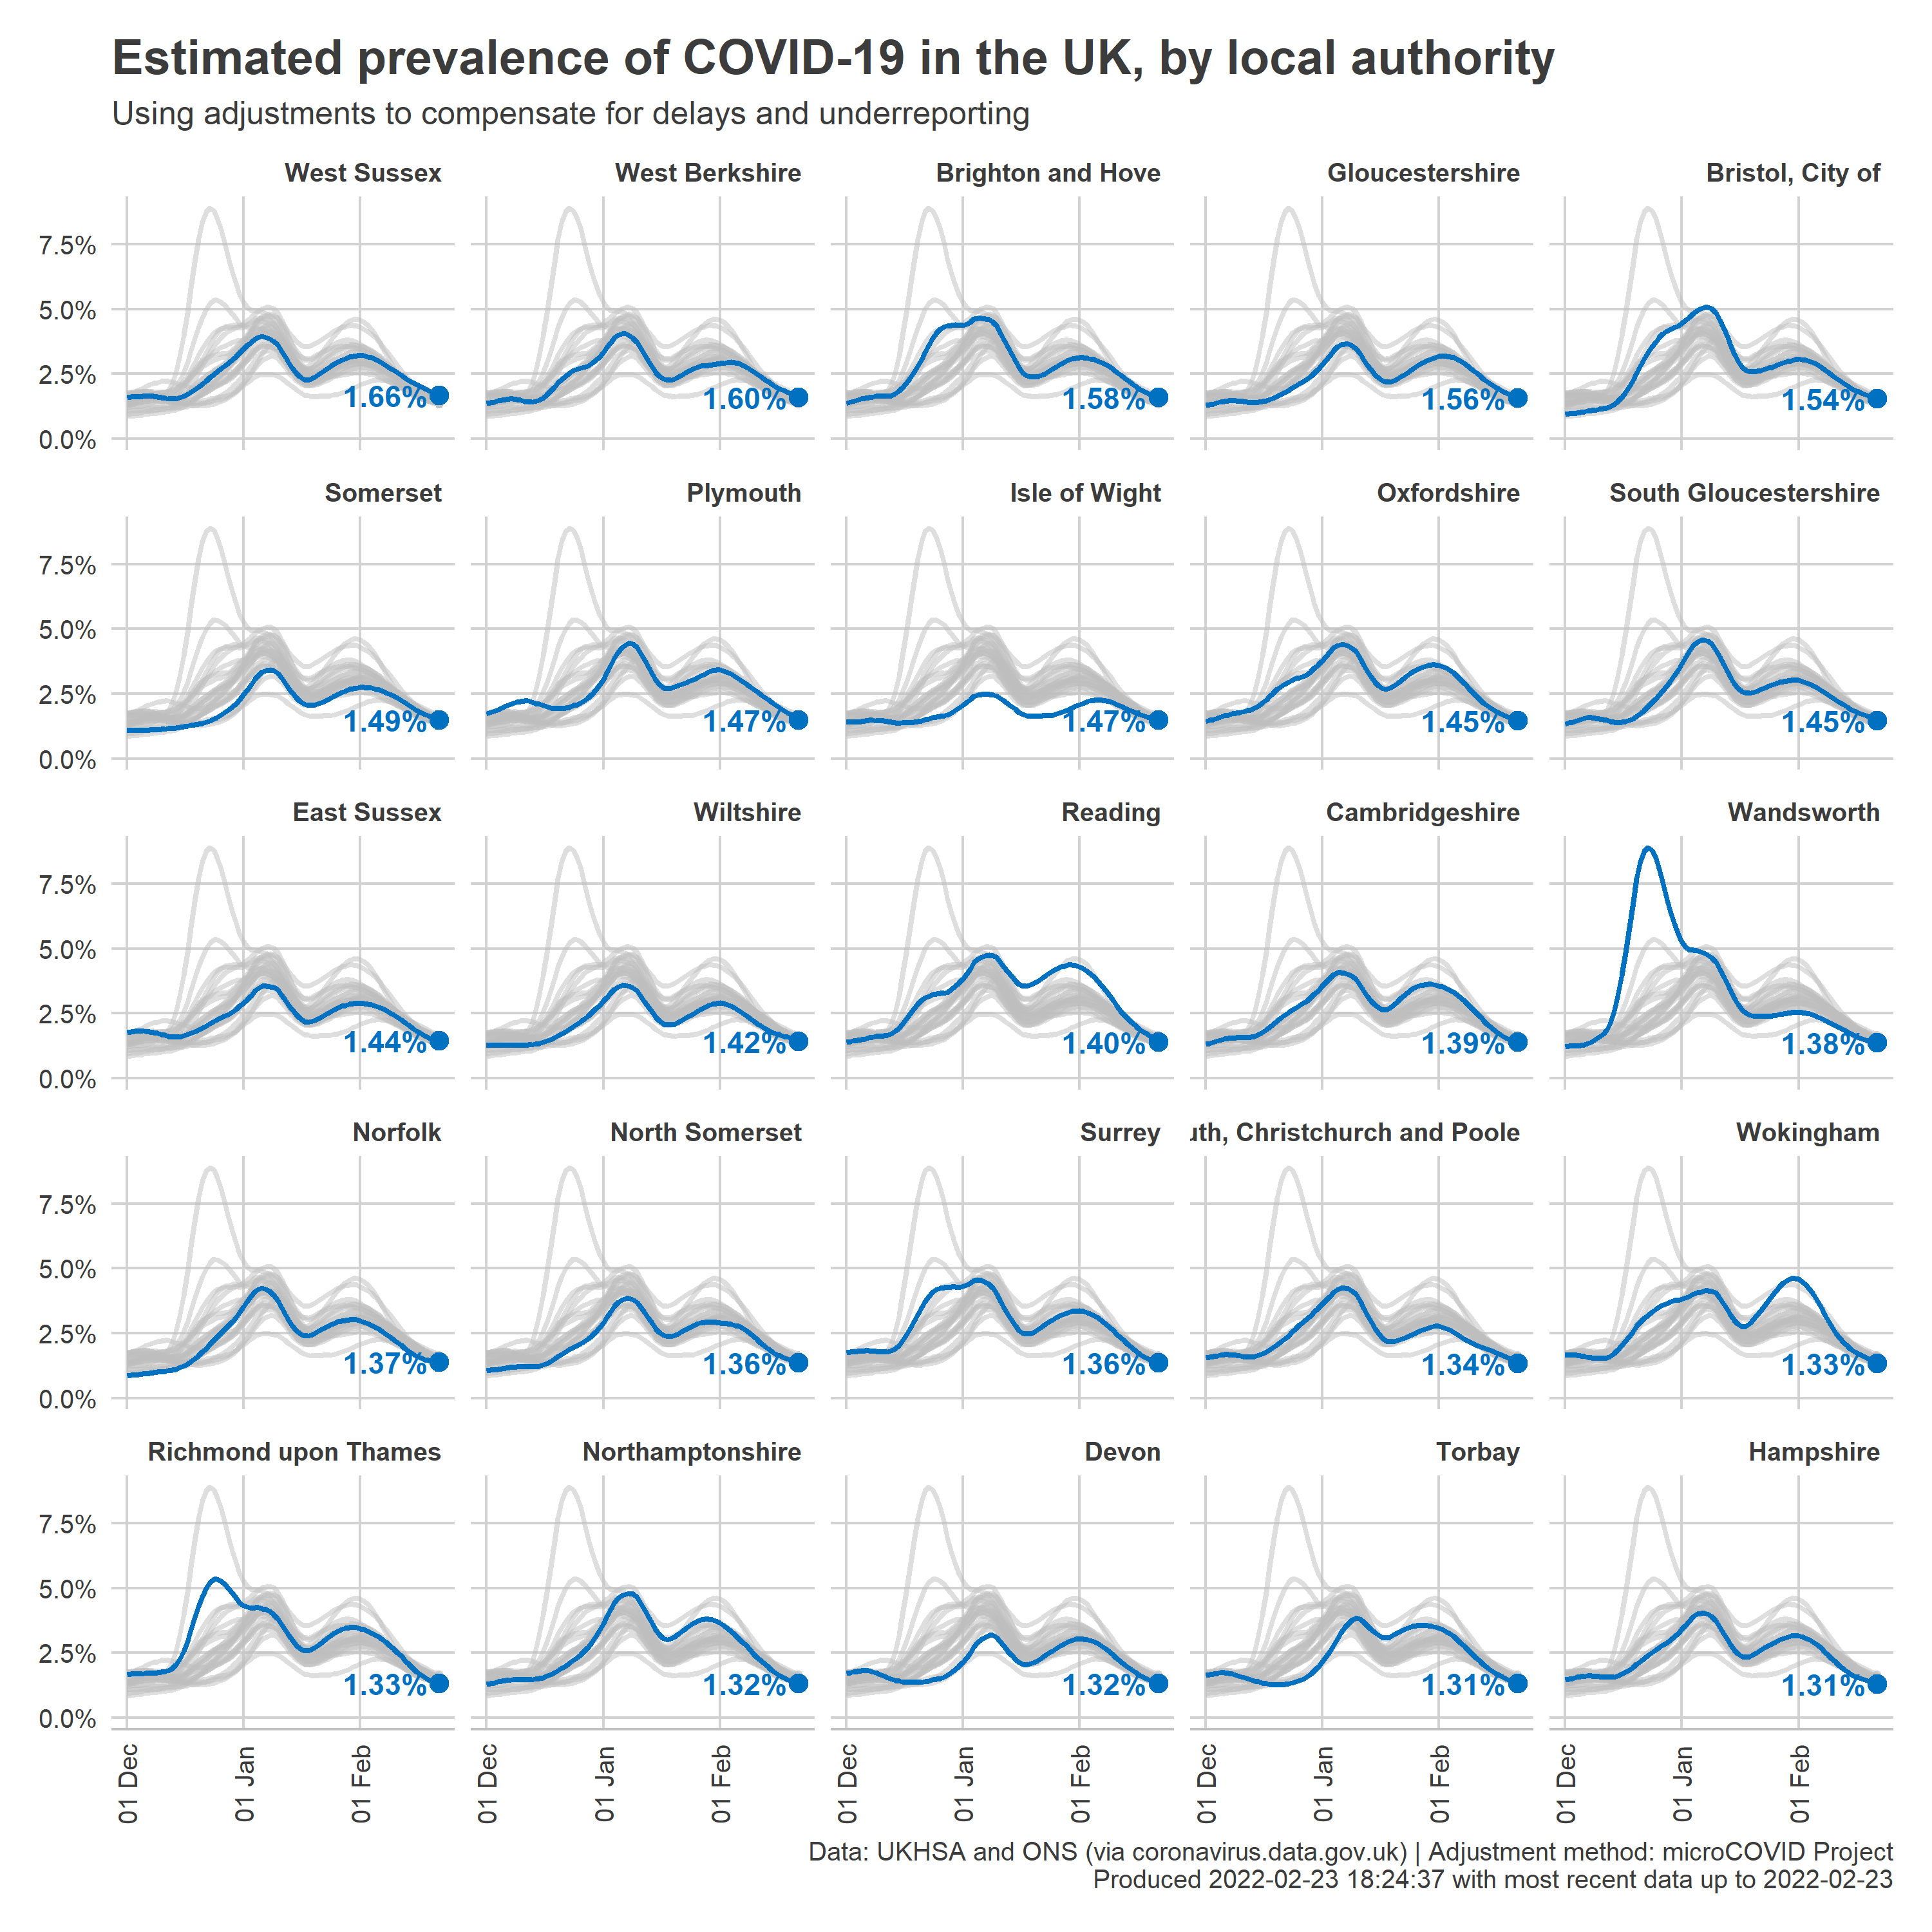 Estimated prevalence of COVID-19 in the UK, by local authority
Using adjustments to compensate for delays and underreporting
West Sussex
West Berkshire
Brighton and Hove
Gloucestershire
Bristol, City of
7.5%
5.0%
2.5%
0.0%
1.66%
1.60%
1.58%
1.56%
1.54%
Somerset
Plymouth
Isle of Wight
Oxfordshire
South Gloucestershire
7.5%
5.0%
2.5%
0.0%
1.49%
1.47%
1.47%
1.45%
1.45%
East Sussex
Wiltshire
Reading
Cambridgeshire
Wandsworth
7.5%
5.0%
2.5%
0.0%
1.44%
1.42%
1.40%
1.39%
1.38%
Norfolk
North Somerset
Surrey
uth, Christchurch and Poole
Wokingham
7.5%
5.0%
2.5%
0.0%
1.37%
1.36%
1.36%
1.34%
1.33%
Richmond upon Thames
Northamptonshire
Devon
Torbay
Hampshire
7.5%
5.0%
2.5%
0.0%
1.33%
1.32%
1.32%
1.31%
1.31%
01 Dec
01 Jan
01 Feb
01 Dec
01 Jan
01 Feb
01 Dec
01 Jan
01 Feb
01 Dec
01 Jan
01 Feb
01 Dec
01 Jan
01 Feb
Data: UKHSA and ONS (via coronavirus.data.gov.uk) | Adjustment method: microCOVID Project
Produced 2022-02-23 18:24:37 with most recent data up to 2022-02-23